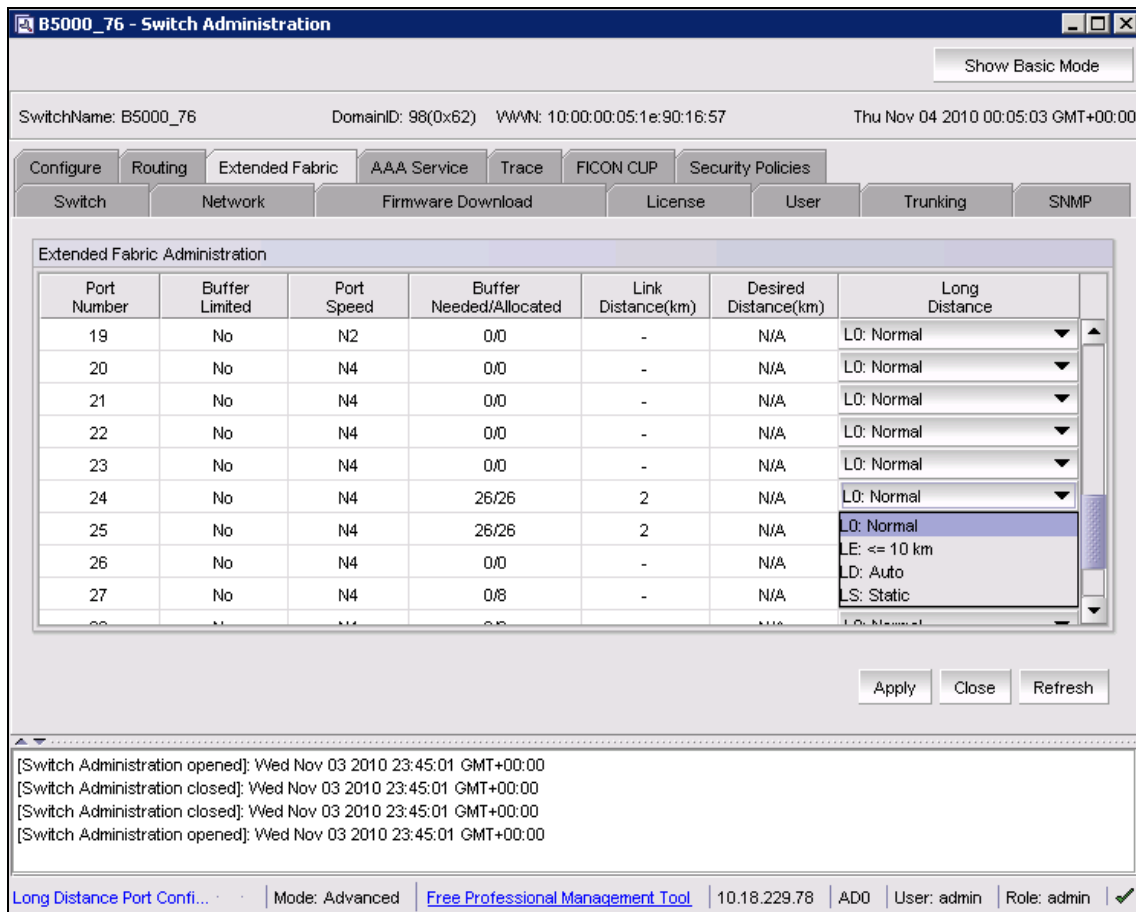 B5000_76 - Switch Administration
Show Basic Mode
SwitchName: B5000_76 DomainID: 98(0x62) WWN: 10:00:00:05:1e:90:16:57 Thu Nov 04 2010 00:05:03 GMT+00:00
Configure Routing Extended Fabric AAA Service Trace FICON CUP Security Policies
Switch Network Firmware Download License User Trunking SNMP
Extended Fabric Administration
Port Number Buffer Limited Port Speed Buffer Needed/Allocated Link Distance(km) Desired Distance(km) Long Distance
19 No N2 0/0 - N/A L0: Normal
20 No N4 0/0 - N/A L0: Normal
21 No N4 0/0 - N/A L0: Normal
22 No N4 0/0 - N/A L0: Normal
23 No N4 0/0 - N/A L0: Normal
24 No N4 26/26 2 N/A L0: Normal
25 No N4 26/26 2 N/A L0: Normal
LE: <= 10 km
26 No N4 0/0 - N/A LD: Auto
27 No N4 0/8 - N/A LS: Static
Apply Close Refresh
[Switch Administration opened]: Wed Nov 03 2010 23:45:01 GMT+00:00
[Switch Administration closed]: Wed Nov 03 2010 23:45:01 GMT+00:00
[Switch Administration closed]: Wed Nov 03 2010 23:45:01 GMT+00:00
[Switch Administration opened]: Wed Nov 03 2010 23:45:01 GMT+00:00
Long Distance Port Confi... Mode: Advanced Free Professional Management Tool 10.18.229.78 AD0 User: admin Role: admin